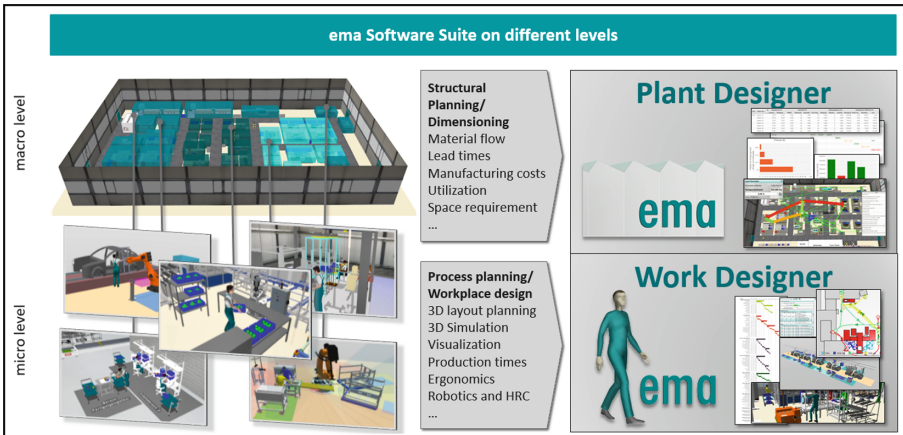 ema Software Suite on different levels
macro level
Structural
Planning/
Dimensioning
Material flow
Lead times
Manufacturing costs
Utilization
Space requirement
...
Plant Designer
ema
micro level
Process planning/
Workplace design
3D layout planning
3D Simulation
Visualization
Production times
Ergonomics
Robotics and HRC
...
Work Designer
ema